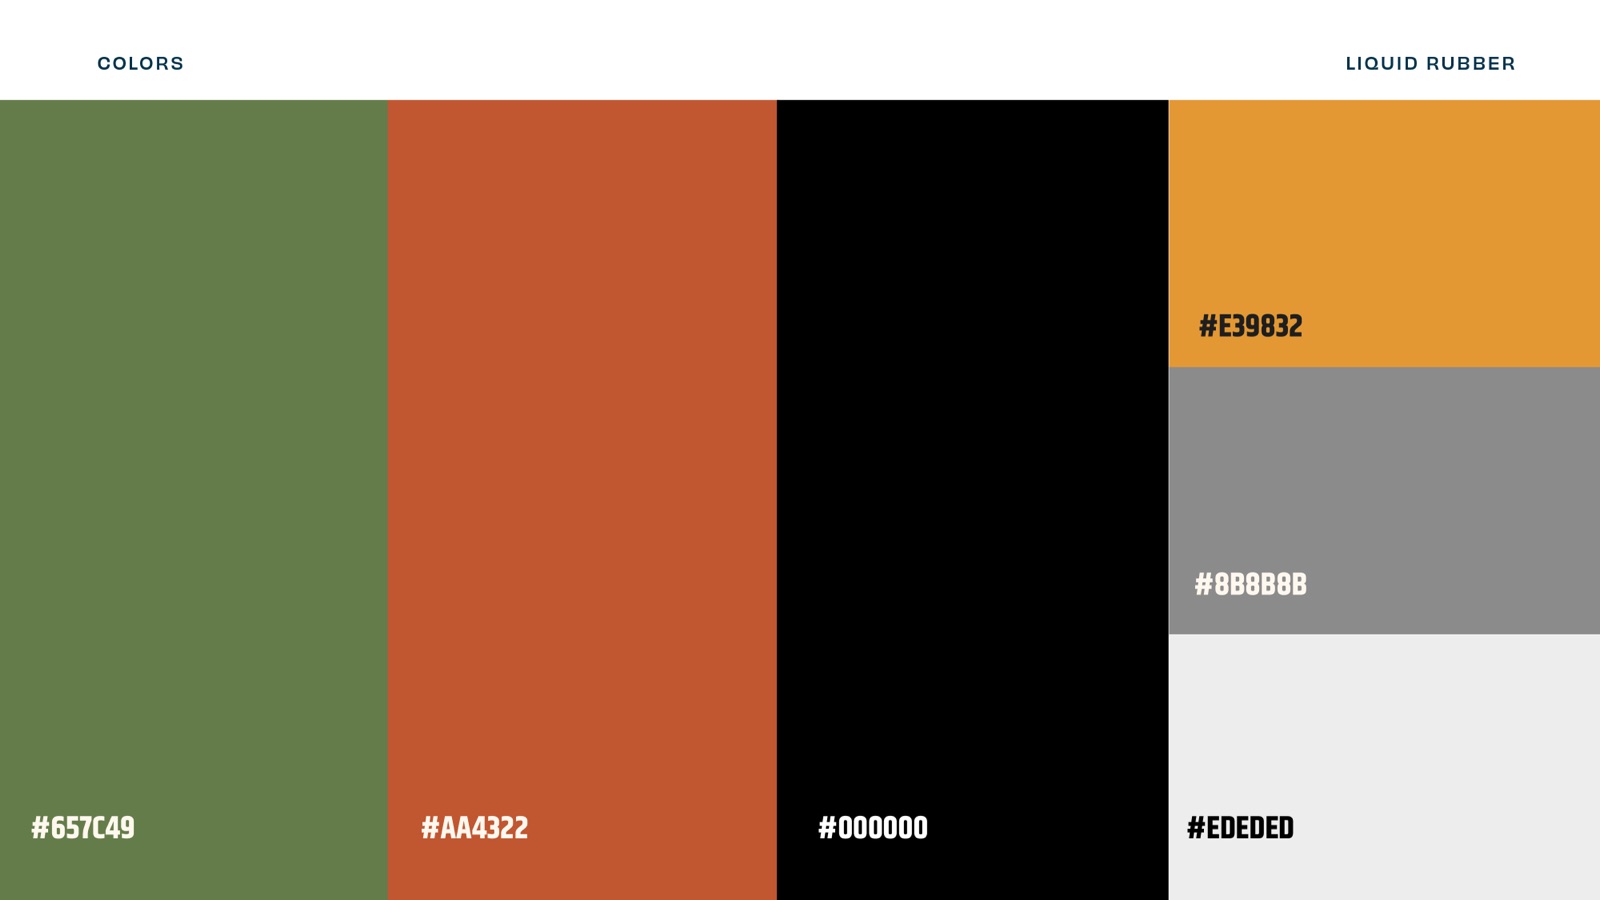 COLORS
LIQUID RUBBER
#E39832
#8B8B8B
#657C49
#AA4322
#000000
#EDEDED